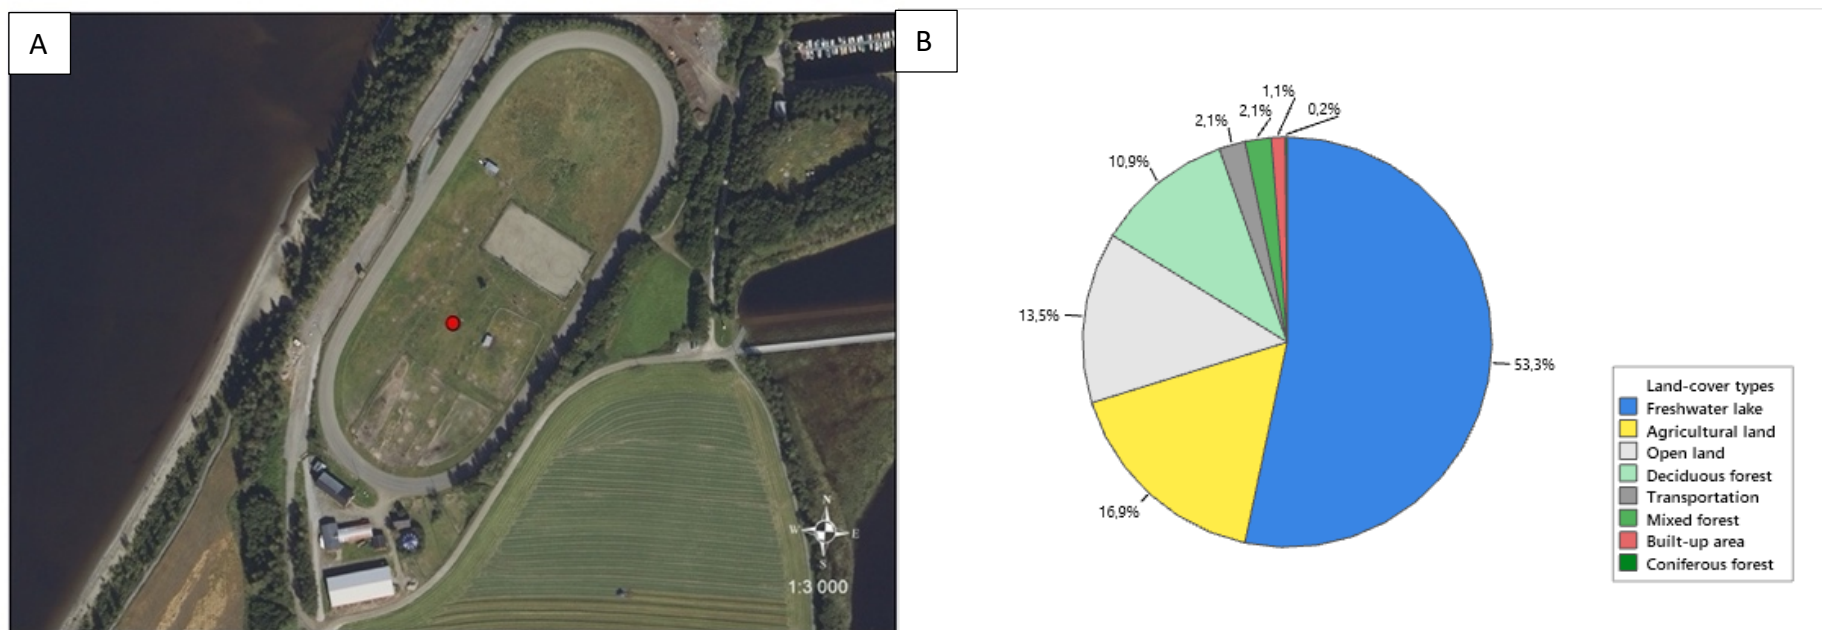 A
N
W
E
S
1:3 000
B
1,1%
2,1%
2,1%
0,2%
10,9%
13,5%
53,3%
16,9%
Land-cover types
Freshwater lake
Agricultural land
Open land
Deciduous forest
Transportation
Mixed forest
Built-up area
Coniferous forest